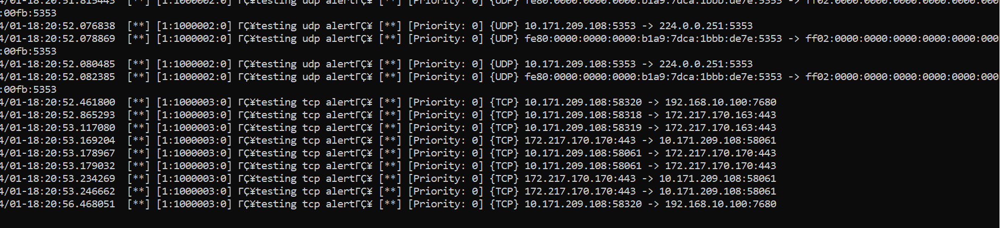 4/01-18:20:51.815443  [**] [1:1000002:0] ΓÇ¥testing udp alertΓÇ¥ [**] [Priority: 0] {UDP} fe80:0000:0000:0000:b1a9:7dca:1bbb:de7e:5353 -> ff02:0000:0000:0000:0000:0000:000
:00fb:5353
4/01-18:20:52.076838  [**] [1:1000002:0] ΓÇ¥testing udp alertΓÇ¥ [**] [Priority: 0] {UDP} 10.171.209.108:5353 -> 224.0.0.251:5353
4/01-18:20:52.078869  [**] [1:1000002:0] ΓÇ¥testing udp alertΓÇ¥ [**] [Priority: 0] {UDP} fe80:0000:0000:0000:b1a9:7dca:1bbb:de7e:5353 -> ff02:0000:0000:0000:0000:0000:000
:00fb:5353
4/01-18:20:52.080485  [**] [1:1000002:0] ΓÇ¥testing udp alertΓÇ¥ [**] [Priority: 0] {UDP} 10.171.209.108:5353 -> 224.0.0.251:5353
4/01-18:20:52.082385  [**] [1:1000002:0] ΓÇ¥testing udp alertΓÇ¥ [**] [Priority: 0] {UDP} fe80:0000:0000:0000:b1a9:7dca:1bbb:de7e:5353 -> ff02:0000:0000:0000:0000:0000:000
:00fb:5353
4/01-18:20:52.461800  [**] [1:1000003:0] ΓÇ¥testing tcp alertΓÇ¥ [**] [Priority: 0] {TCP} 10.171.209.108:58320 -> 192.168.10.100:7680
4/01-18:20:52.865293  [**] [1:1000003:0] ΓÇ¥testing tcp alertΓÇ¥ [**] [Priority: 0] {TCP} 10.171.209.108:58318 -> 172.217.170.163:443
4/01-18:20:53.117080  [**] [1:1000003:0] ΓÇ¥testing tcp alertΓÇ¥ [**] [Priority: 0] {TCP} 10.171.209.108:58319 -> 172.217.170.163:443
4/01-18:20:53.169204  [**] [1:1000003:0] ΓÇ¥testing tcp alertΓÇ¥ [**] [Priority: 0] {TCP} 172.217.170.170:443 -> 10.171.209.108:58061
4/01-18:20:53.178967  [**] [1:1000003:0] ΓÇ¥testing tcp alertΓÇ¥ [**] [Priority: 0] {TCP} 10.171.209.108:58061 -> 172.217.170.170:443
4/01-18:20:53.179032  [**] [1:1000003:0] ΓÇ¥testing tcp alertΓÇ¥ [**] [Priority: 0] {TCP} 10.171.209.108:58061 -> 172.217.170.170:443
4/01-18:20:53.234269  [**] [1:1000003:0] ΓÇ¥testing tcp alertΓÇ¥ [**] [Priority: 0] {TCP} 172.217.170.170:443 -> 10.171.209.108:58061
4/01-18:20:53.246662  [**] [1:1000003:0] ΓÇ¥testing tcp alertΓÇ¥ [**] [Priority: 0] {TCP} 172.217.170.170:443 -> 10.171.209.108:58061
4/01-18:20:56.468051  [**] [1:1000003:0] ΓÇ¥testing tcp alertΓÇ¥ [**] [Priority: 0] {TCP} 10.171.209.108:58320 -> 192.168.10.100:7680